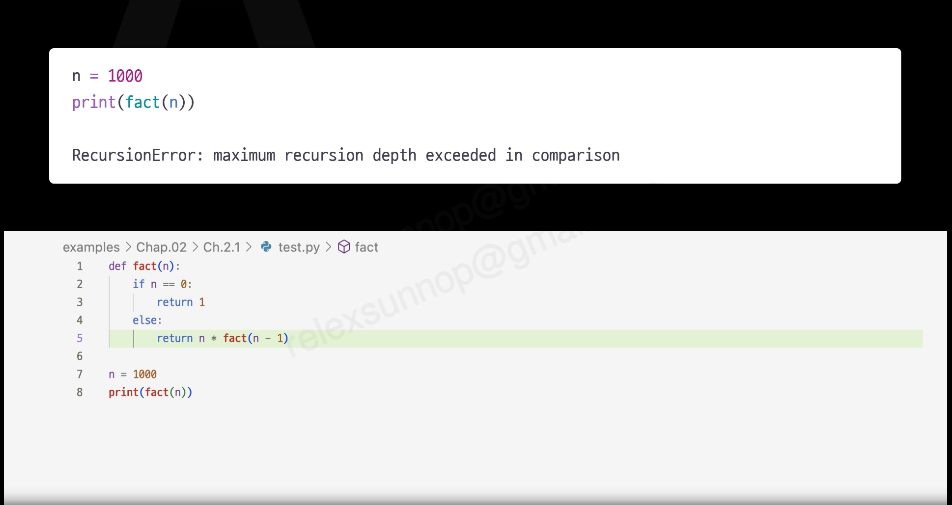 n = 1000
print(fact(n))
RecursionError: maximum recursion depth exceeded in comparison
examples > Chap.02 > Ch.2.1 > test.py > fact
1 def fact(n):
2 if n == 0:
3 return 1
4 else:
5 return n * fact(n - 1)
6
7 n = 1000
8 print(fact(n))
relexsunnop@gmai